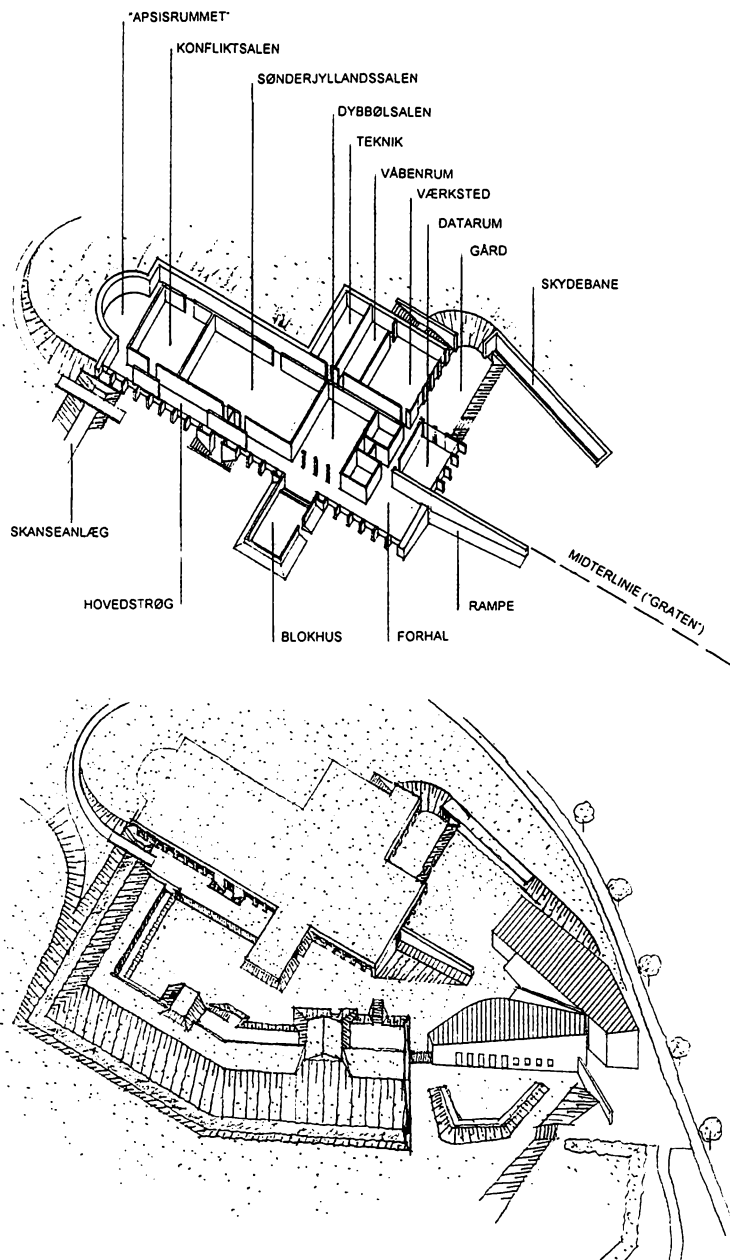 "APSISRUMMET"
KONFLIKTSALEN
SØNDERJYLLANDSSALEN
DYBBØLSALEN
TEKNIK
VÅBENRUM
VÆRKSTED
DATARUM
GÅRD
SKYDEBANE
SKANSEANLÆG
HOVEDSTRØG
BLOKHUS
FORHAL
RAMPE
MIDTERLINIE ("GRATEN")